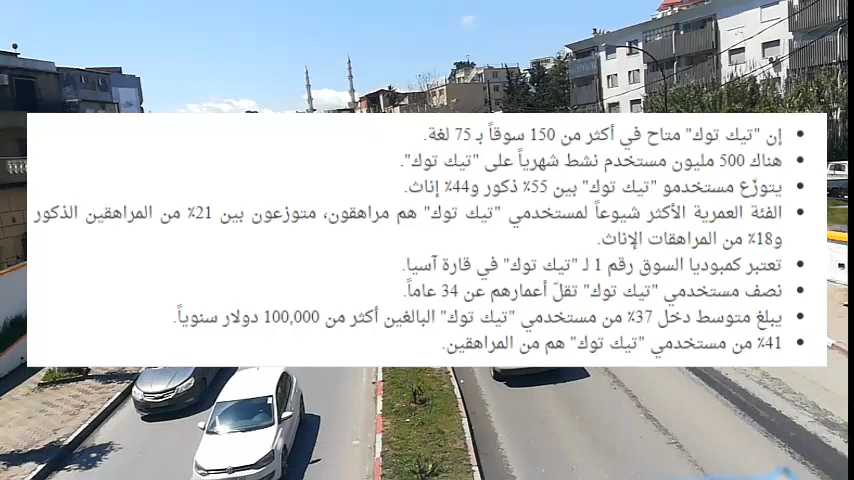 إن "تيك توك" متاح في أكثر من 150 سوقاً بـ 75 لغة.
هناك 500 مليون مستخدم نشط شهرياً على "تيك توك".
يتوزّع مستخدمو "تيك توك" بين 55٪ ذكور و44٪ إناث.
الفئة العمرية الأكثر شيوعاً لمستخدمي "تيك توك" هم مراهقون، متوزعون بين 21٪ من المراهقين الذكور
و18٪ من المراهقات الإناث.
تعتبر كمبوديا السوق رقم 1 لـ "تيك توك" في قارة آسيا.
نصف مستخدمي "تيك توك" تقلّ أعمارهم عن 34 عاماً.
يبلغ متوسط دخل 37٪ من مستخدمي "تيك توك" البالغين أكثر من 100,000 دولار سنوياً.
41٪ من مستخدمي "تيك توك" هم من المراهقين.